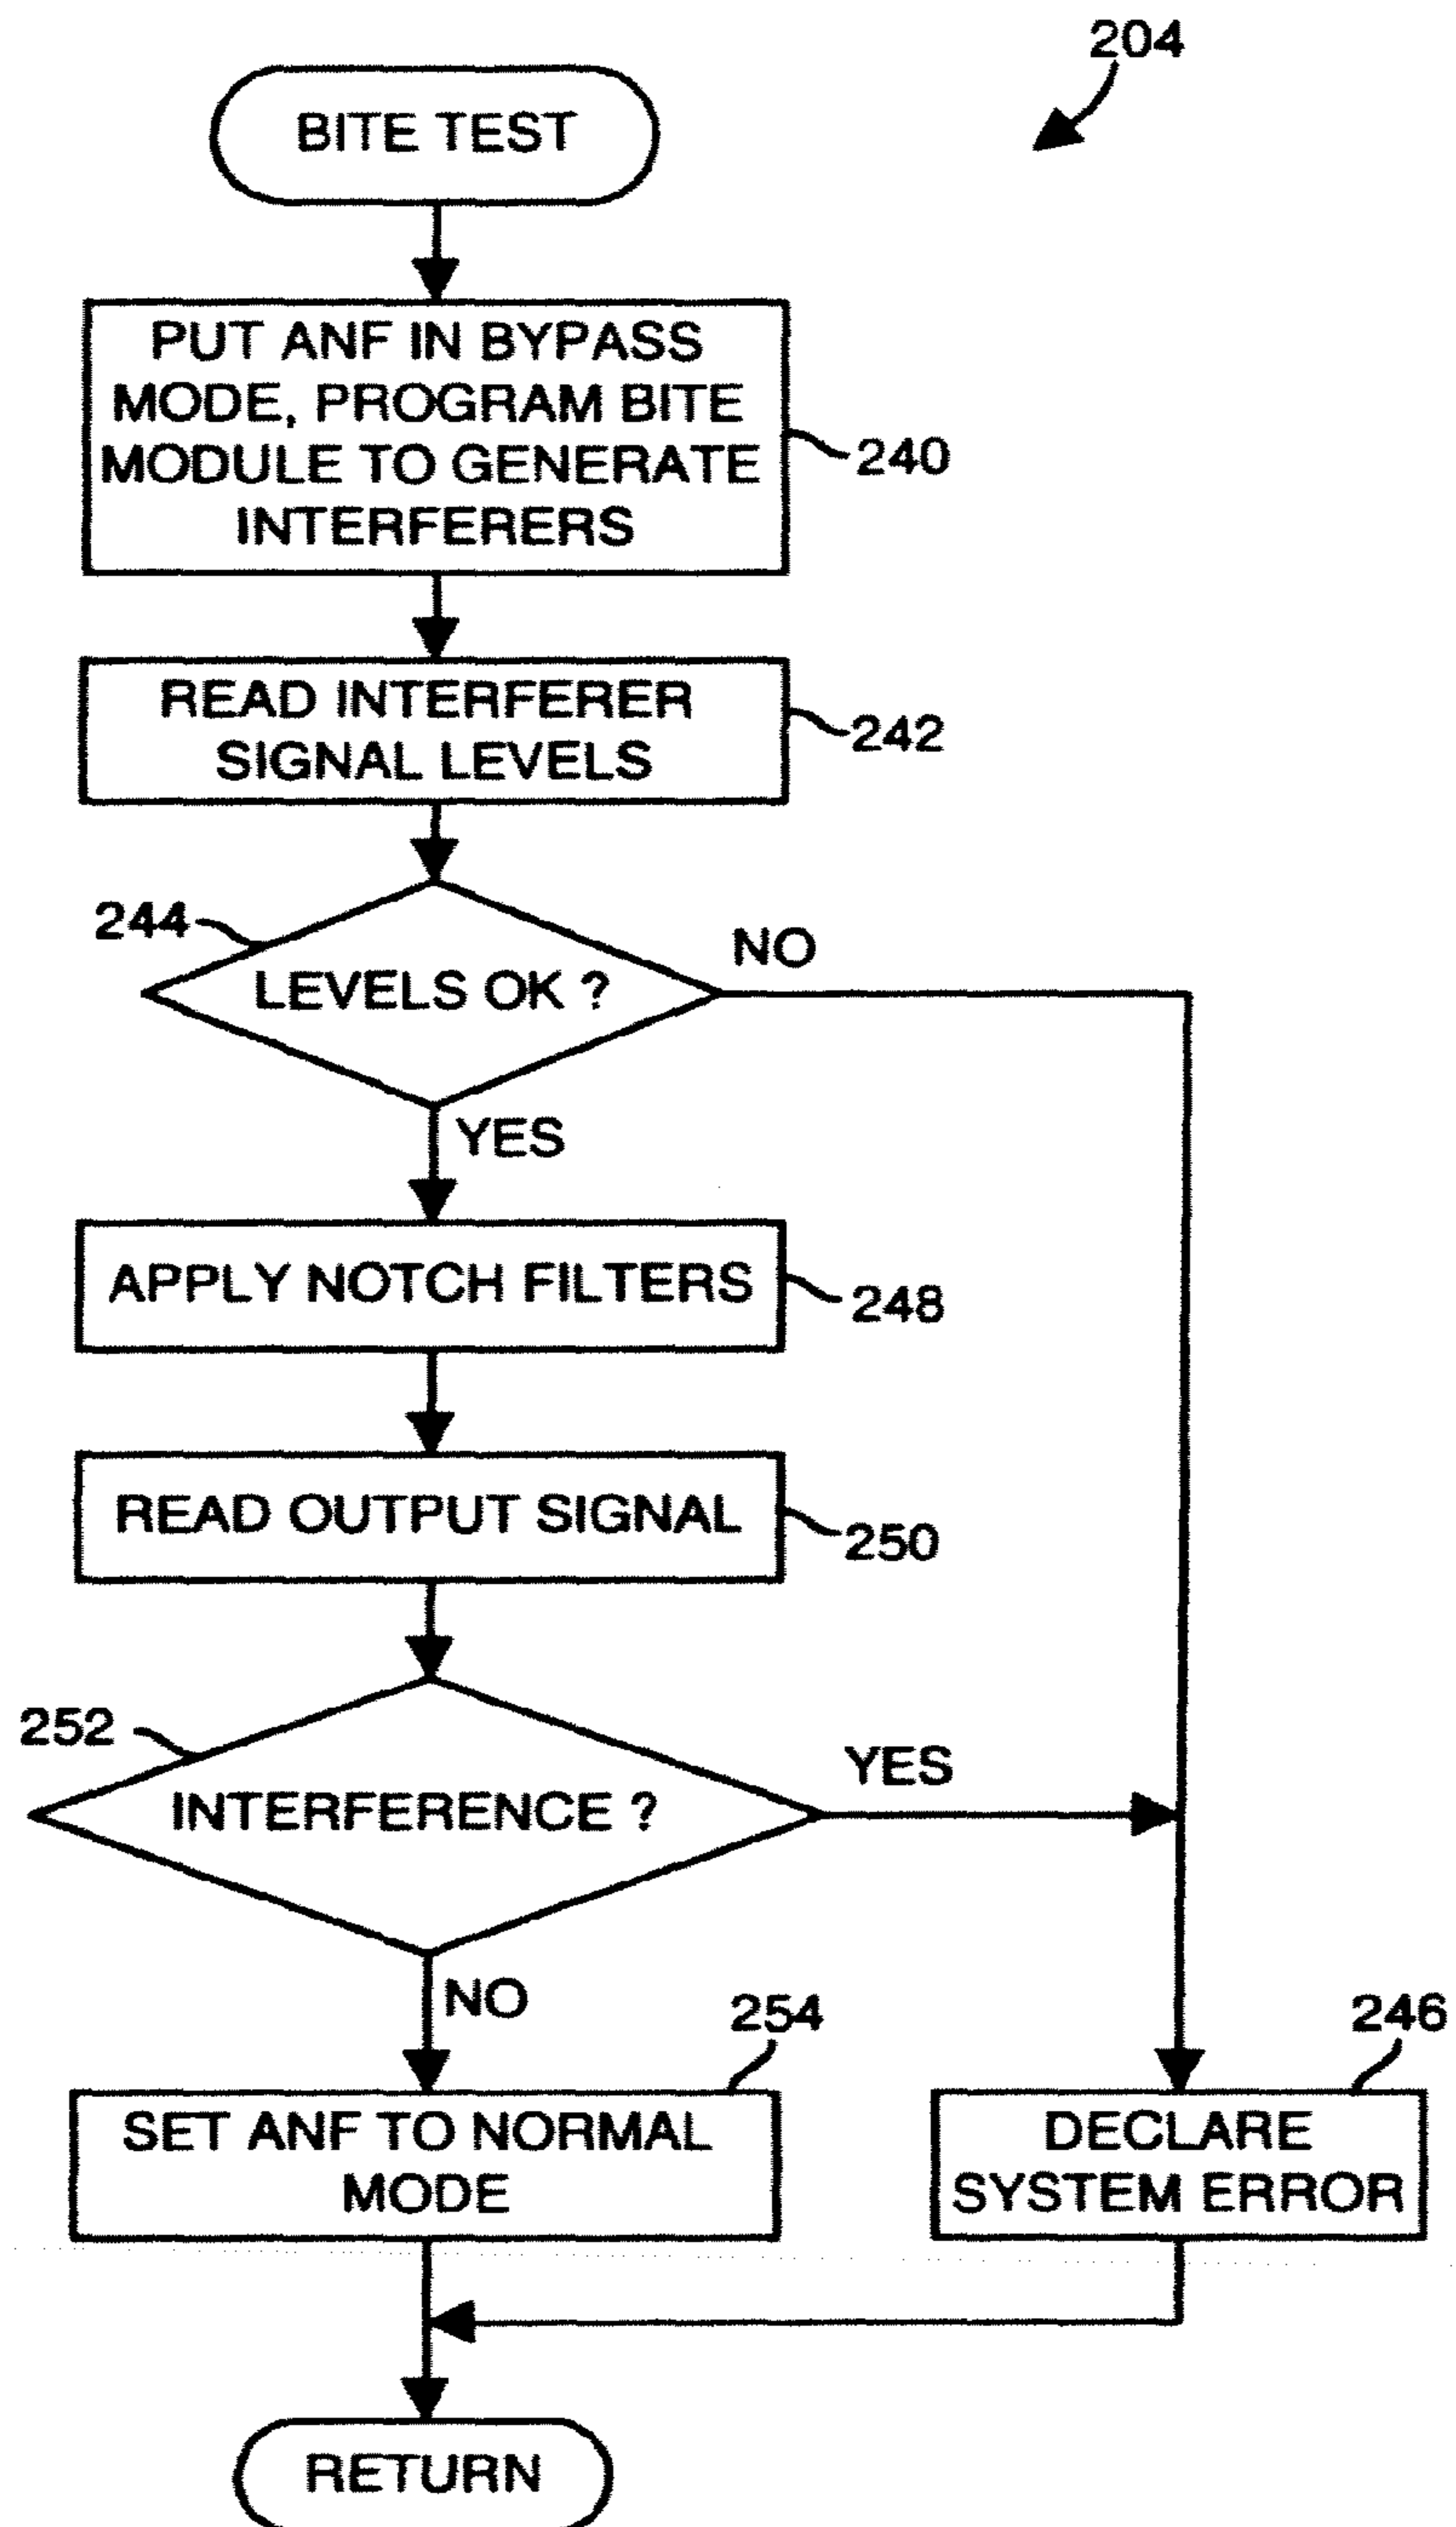 204
BITE TEST
PUT ANF IN BYPASS
MODE, PROGRAM BITE
MODULE TO GENERATE
INTERFERERS
240
READ INTERFERER
SIGNAL LEVELS
242
244
LEVELS OK ?
NO
YES
APPLY NOTCH FILTERS
248
READ OUTPUT SIGNAL
250
252
INTERFERENCE ?
YES
NO
254
246
SET ANF TO NORMAL
MODE
DECLARE
SYSTEM ERROR
RETURN